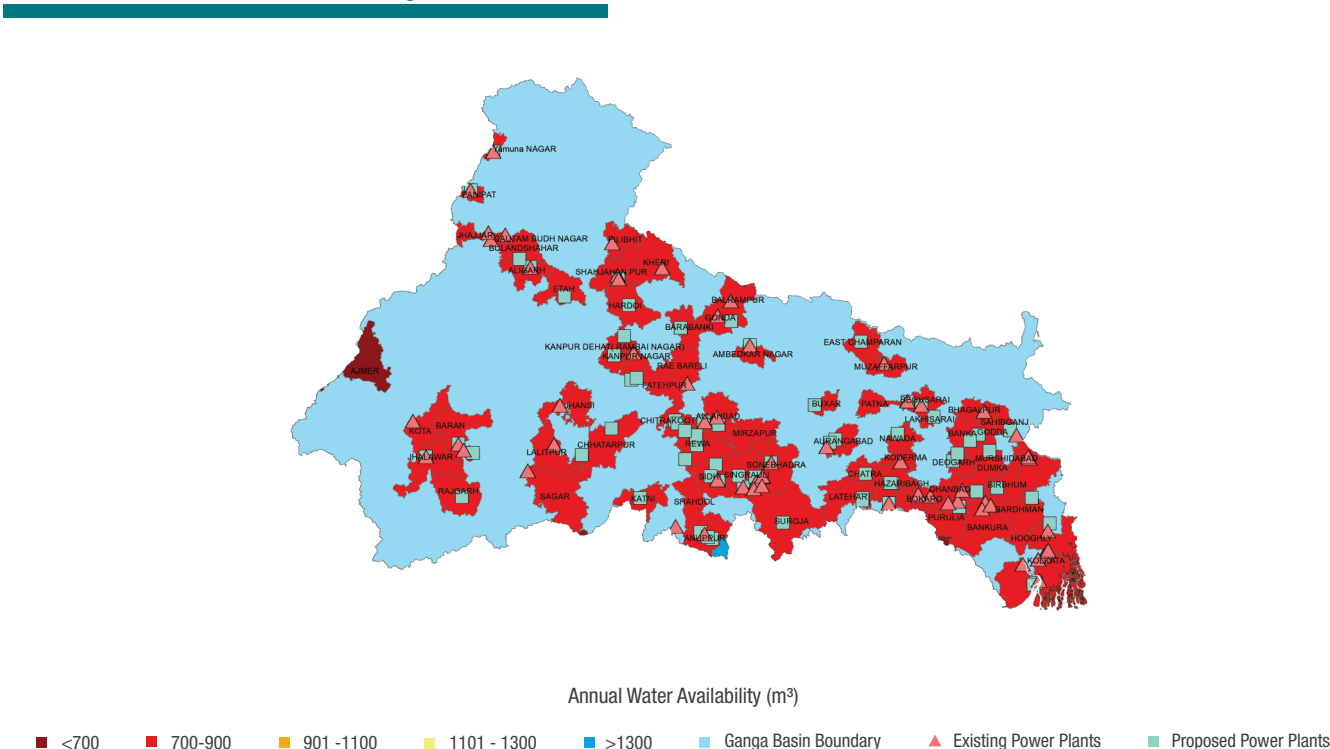 Yamuna NAGAR
PANIPAT
JHAJJAR
GAUTAM BUDH NAGAR
BULANDSHAHAR
ALIGARH
ETAH
PILIBHIT
KHERI
SHAHJAHAN PUR
HARDOI
BALRAMPUR
GONDA
BARABANKI
KANPUR DEHAT( RAMBAI NAGAR)
KANPUR NAGAR
AMBEDKAR NAGAR
RAE BARELI
FATEHPUR
EAST CHAMPARAN
MUZAFFARPUR
AJMER
KOTA
BARAN
JHALAWAR
RAJGARH
JHANSI
LALITPUR
SAGAR
CHHATARPUR
CHITRAKOOT
ALLAHBAD
REWA
MIRZAPUR
SONEBHADRA
SIDHI
SINGRAULI
KATNI
SHAHDOL
ANUPPUR
SURGJA
BUXAR
PATNA
BEGHUSARAI
LAKHISARAI
BHAGALPUR
SAHIBGANJ
BANKA
GODDA
AURANGABAD
NAWADA
KODERMA
DEOGARH
MURSHIDABAD
DUMKA
CHATRA
HAZARIBAGH
LATEHAR
BOKARO
DHANBAD
BIRBHUM
PURULIA
BARDHMAN
BANKURA
HOOGHLY
KOLKATA
Annual Water Availability (m³)
<700
700-900
901 -1100
1101 - 1300
>1300
Ganga Basin Boundary
Existing Power Plants
Proposed Power Plants